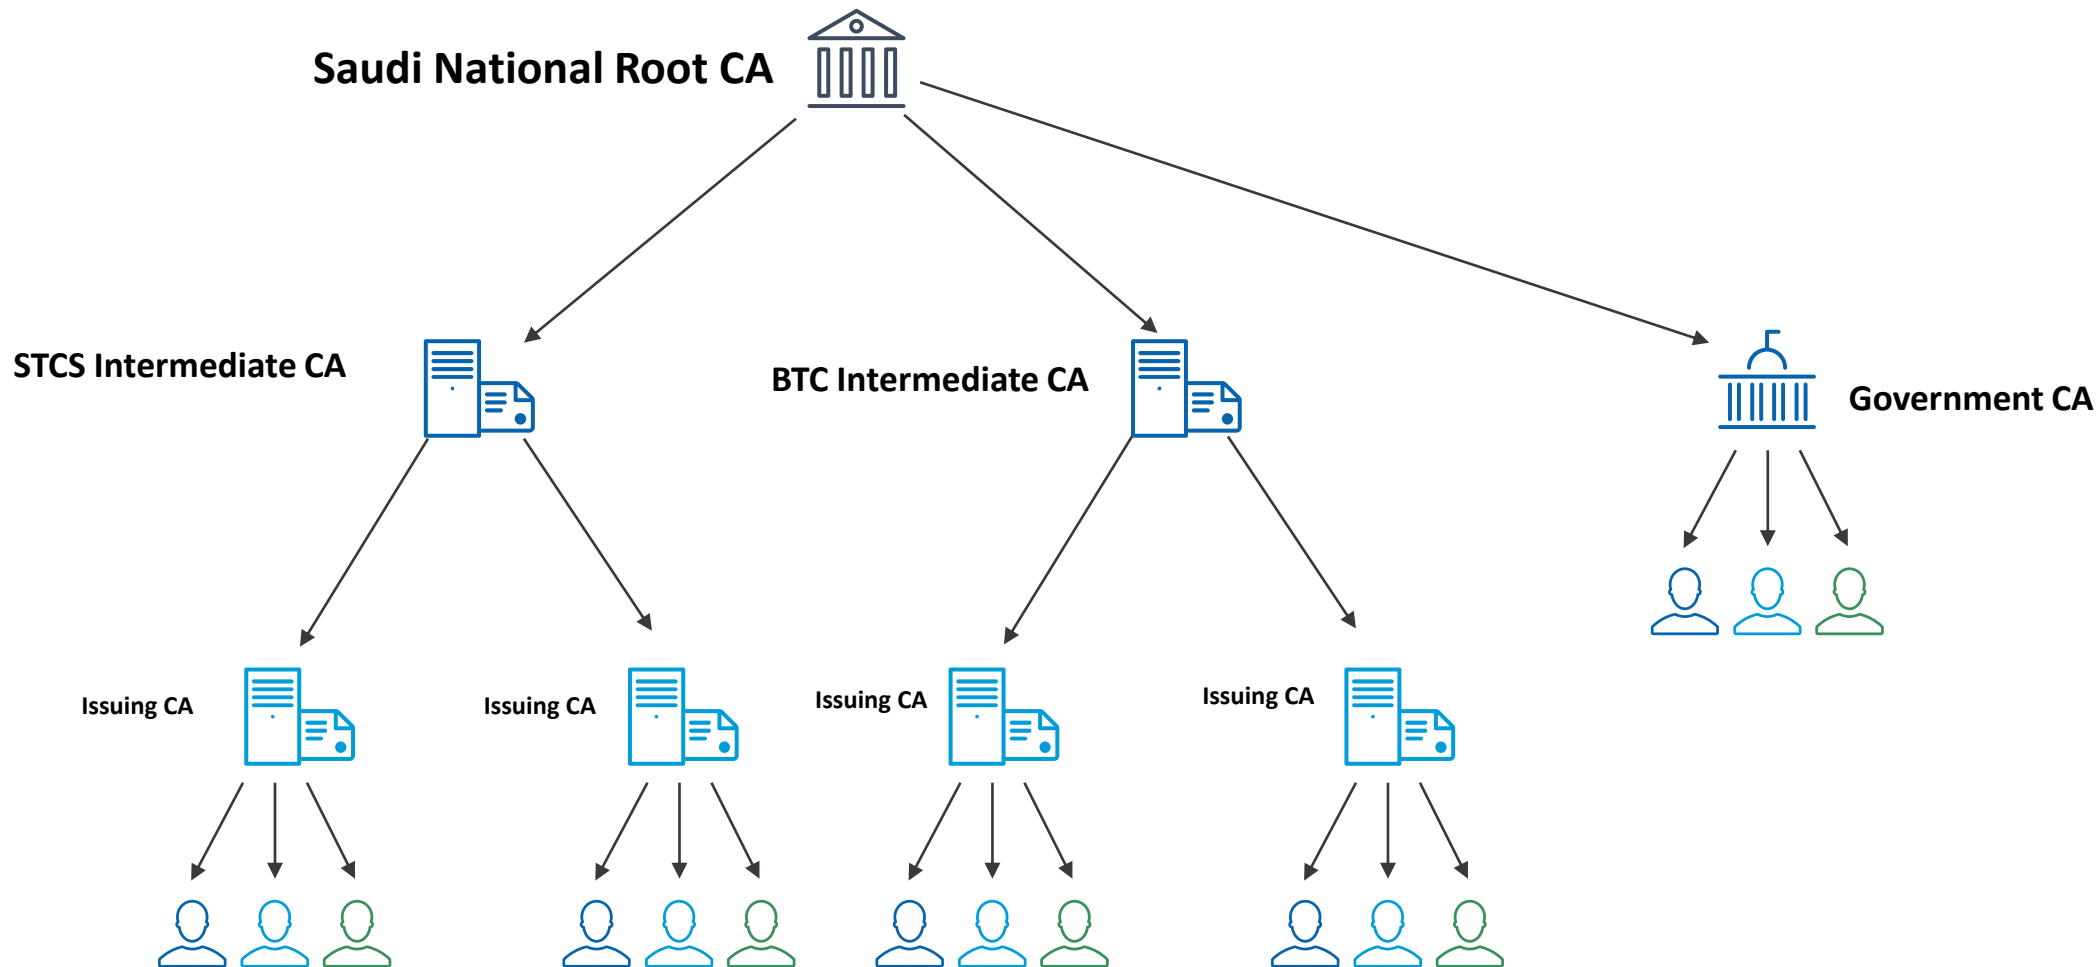 Saudi National Root CA
STCS Intermediate CA
BTC Intermediate CA
Government CA
Issuing CA
Issuing CA
Issuing CA
Issuing CA